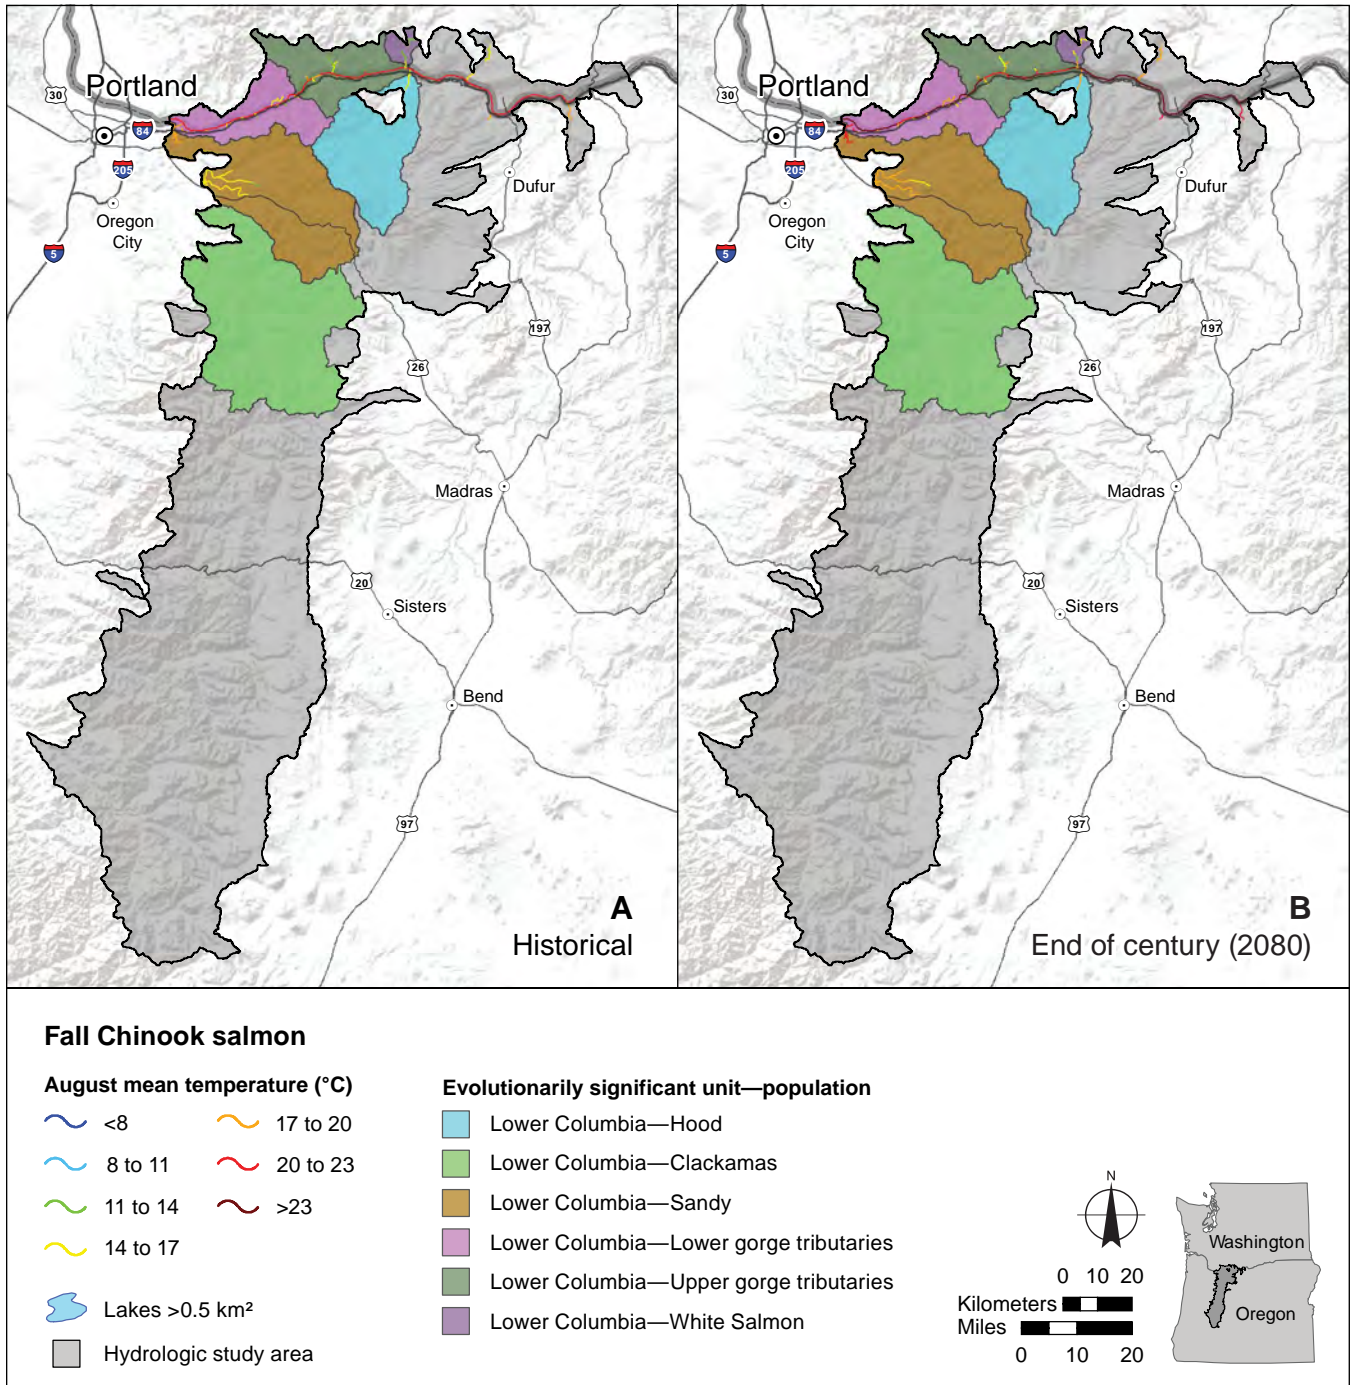 Portland
30
84
205
Oregon
City
5
Dufur
197
26
Madras
20
Sisters
Bend
97
A
Historical
Portland
30
84
205
Oregon
City
5
Dufur
197
26
Madras
20
Sisters
Bend
97
B
End of century (2080)
Fall Chinook salmon
August mean temperature (°C)
<8
8 to 11
11 to 14
14 to 17
17 to 20
20 to 23
>23
Lakes >0.5 km²
Hydrologic study area
Evolutionarily significant unit—population
Lower Columbia—Hood
Lower Columbia—Clackamas
Lower Columbia—Sandy
Lower Columbia—Lower gorge tributaries
Lower Columbia—Upper gorge tributaries
Lower Columbia—White Salmon
N
0 10 20
Kilometers
Miles
0 10 20
Washington
Oregon